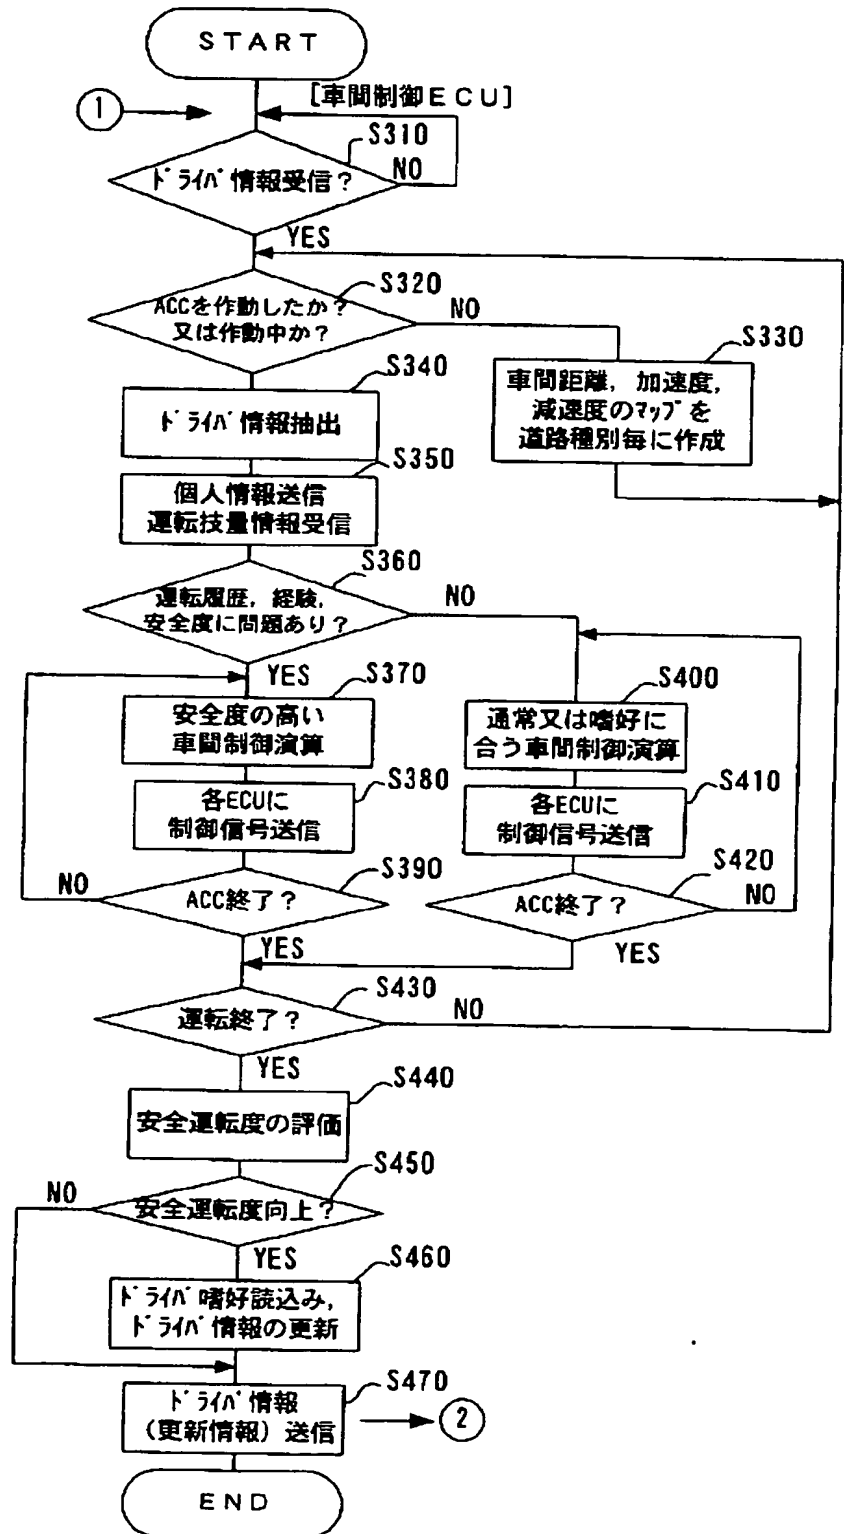 START
①
[車間制御ECU]
S310
ドライバ情報受信?
NO
YES
S320
ACCを作動したか?
又は作動中か?
NO
S330
車間距離,加速度,
減速度のマップを
道路種別毎に作成
S340
ドライバ情報抽出
S350
個人情報送信
運転技量情報受信
S360
運転履歴,経験,
安全度に問題あり?
NO
YES
S370
安全度の高い
車間制御演算
S400
通常又は嗜好に
合う車間制御演算
S380
各ECUに
制御信号送信
S410
各ECUに
制御信号送信
S390
NO
ACC終了?
YES
S420
ACC終了?
NO
YES
S430
運転終了?
NO
YES
S440
安全運転度の評価
S450
NO
安全運転度向上?
YES
S460
ドライバ嗜好読込み,
ドライバ情報の更新
S470
ドライバ情報
(更新情報)送信
②
END